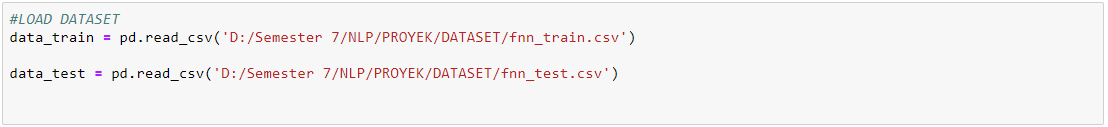 #LOAD DATASET
data_train = pd.read_csv('D:/Semester 7/NLP/PROYEK/DATASET/fnn_train.csv')
data_test = pd.read_csv('D:/Semester 7/NLP/PROYEK/DATASET/fnn_test.csv')